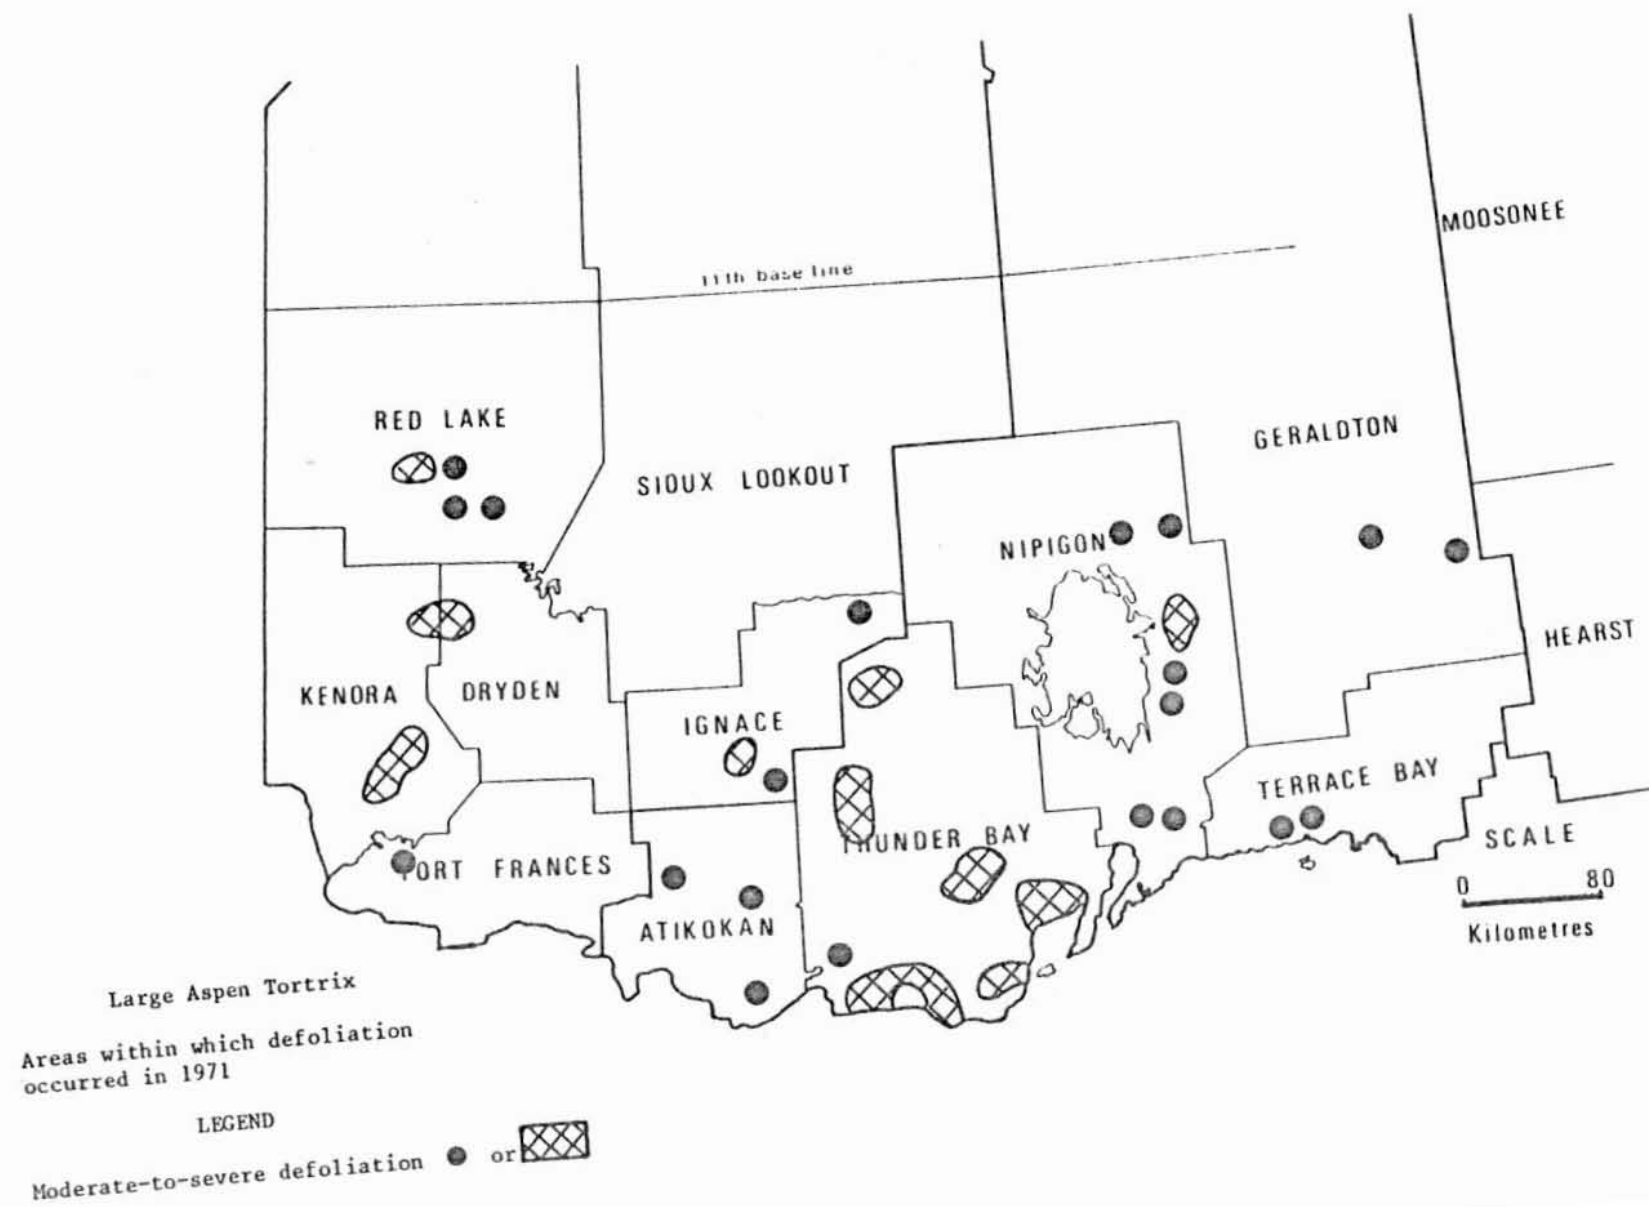 MOOSONEE
11th base line
RED LAKE
GERALDTON
SIOUX LOOKOUT
NIPIGON
HEARST
KENORA
DRYDEN
IGNACE
TERRACE BAY
THUNDER BAY
SCALE
FORT FRANCES
0 80
Kilometres
ATIKOKAN
Large Aspen Tortrix
Areas within which defoliation
occurred in 1971
LEGEND
Moderate-to-severe defoliation or